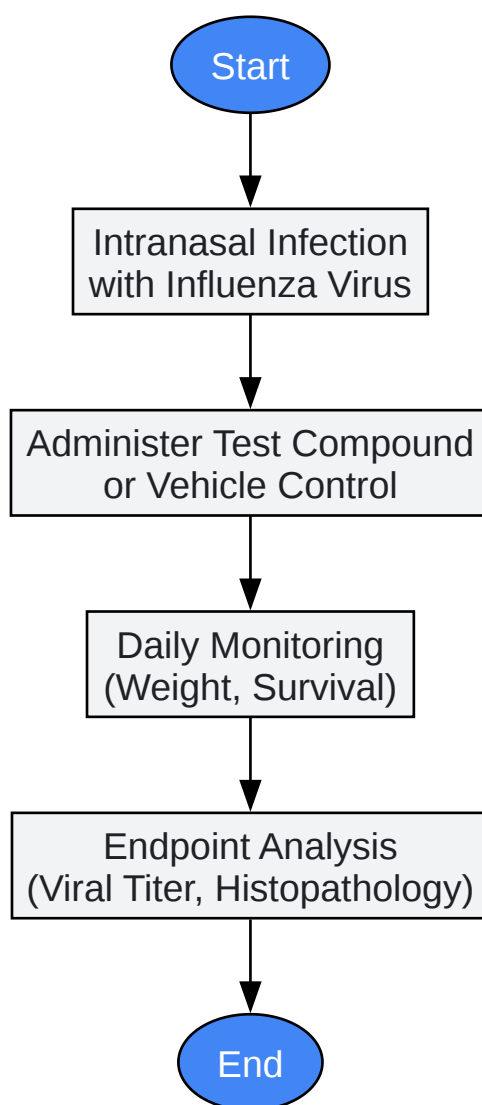 Start
Intranasal Infection
with Influenza Virus
Administer Test Compound
or Vehicle Control
Daily Monitoring
(Weight, Survival)
Endpoint Analysis
(Viral Titer, Histopathology)
End